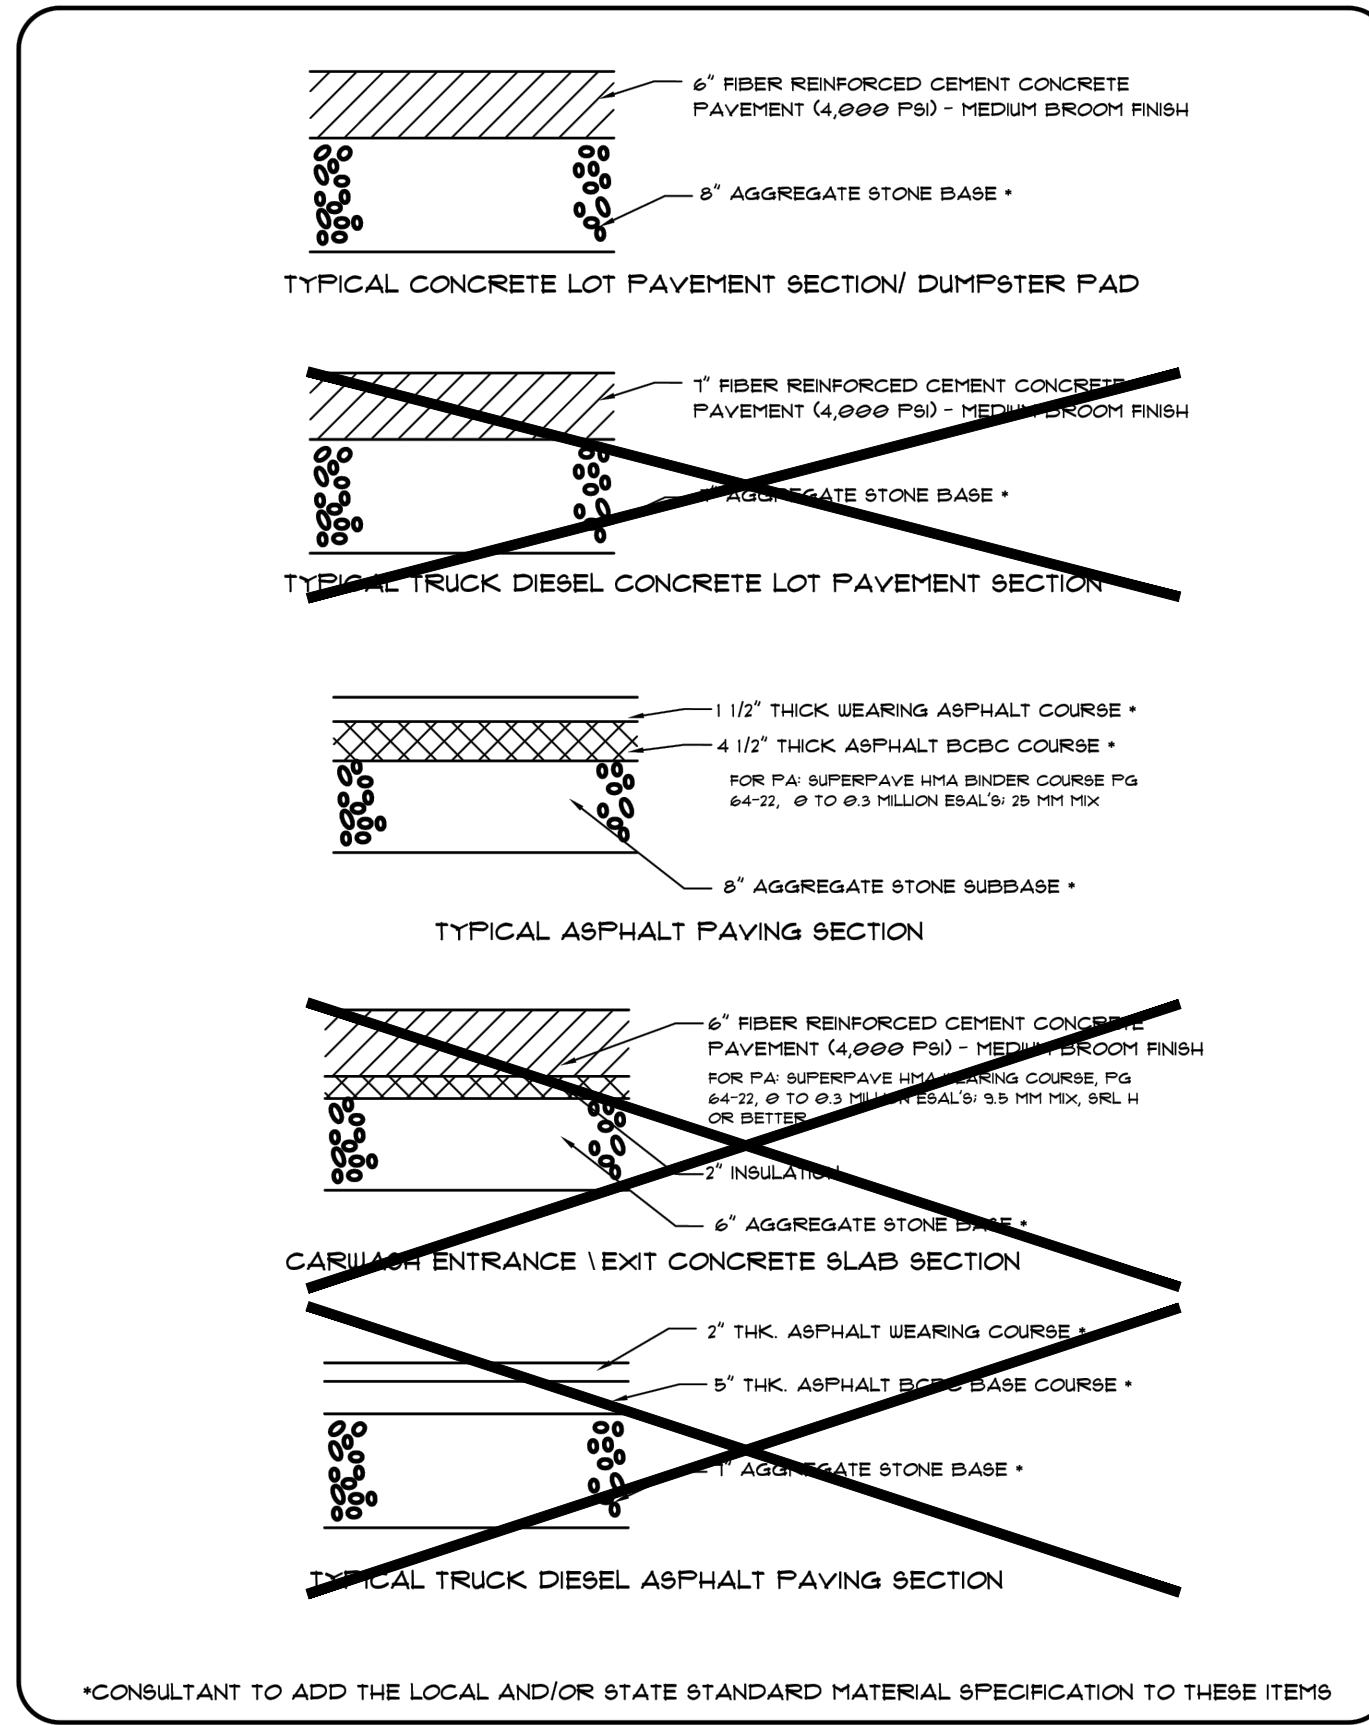 6" FIBER REINFORCED CEMENT CONCRETE
PAVEMENT (4,000 PSI) - MEDIUM BROOM FINISH
8" AGGREGATE STONE BASE *
TYPICAL CONCRETE LOT PAVEMENT SECTION/ DUMPSTER PAD
7" FIBER REINFORCED CEMENT CONCRETE
PAVEMENT (4,000 PSI) - MEDIUM BROOM FINISH
AGGREGATE STONE BASE *
TYPICAL TRUCK DIESEL CONCRETE LOT PAVEMENT SECTION
1 1/2" THICK WEARING ASPHALT COURSE *
4 1/2" THICK ASPHALT BCBC COURSE *
FOR PA: SUPERPAVE HMA BINDER COURSE PG
64-22, 0 TO 0.3 MILLION ESAL'S; 25 MM MIX
8" AGGREGATE STONE SUBBASE *
TYPICAL ASPHALT PAVING SECTION
6" FIBER REINFORCED CEMENT CONCRETE
PAVEMENT (4,000 PSI) - MEDIUM BROOM FINISH
FOR PA: SUPERPAVE HMA WEARING COURSE, PG
64-22, 0 TO 0.3 MILLION ESAL'S; 9.5 MM MIX, SRL H
OR BETTER
2" INSULATION
6" AGGREGATE STONE BASE *
CARWASH ENTRANCE \ EXIT CONCRETE SLAB SECTION
2" THK. ASPHALT WEARING COURSE *
5" THK. ASPHALT BCBC BASE COURSE *
AGGREGATE STONE BASE *
TYPICAL TRUCK DIESEL ASPHALT PAVING SECTION
*CONSULTANT TO ADD THE LOCAL AND/OR STATE STANDARD MATERIAL SPECIFICATION TO THESE ITEMS